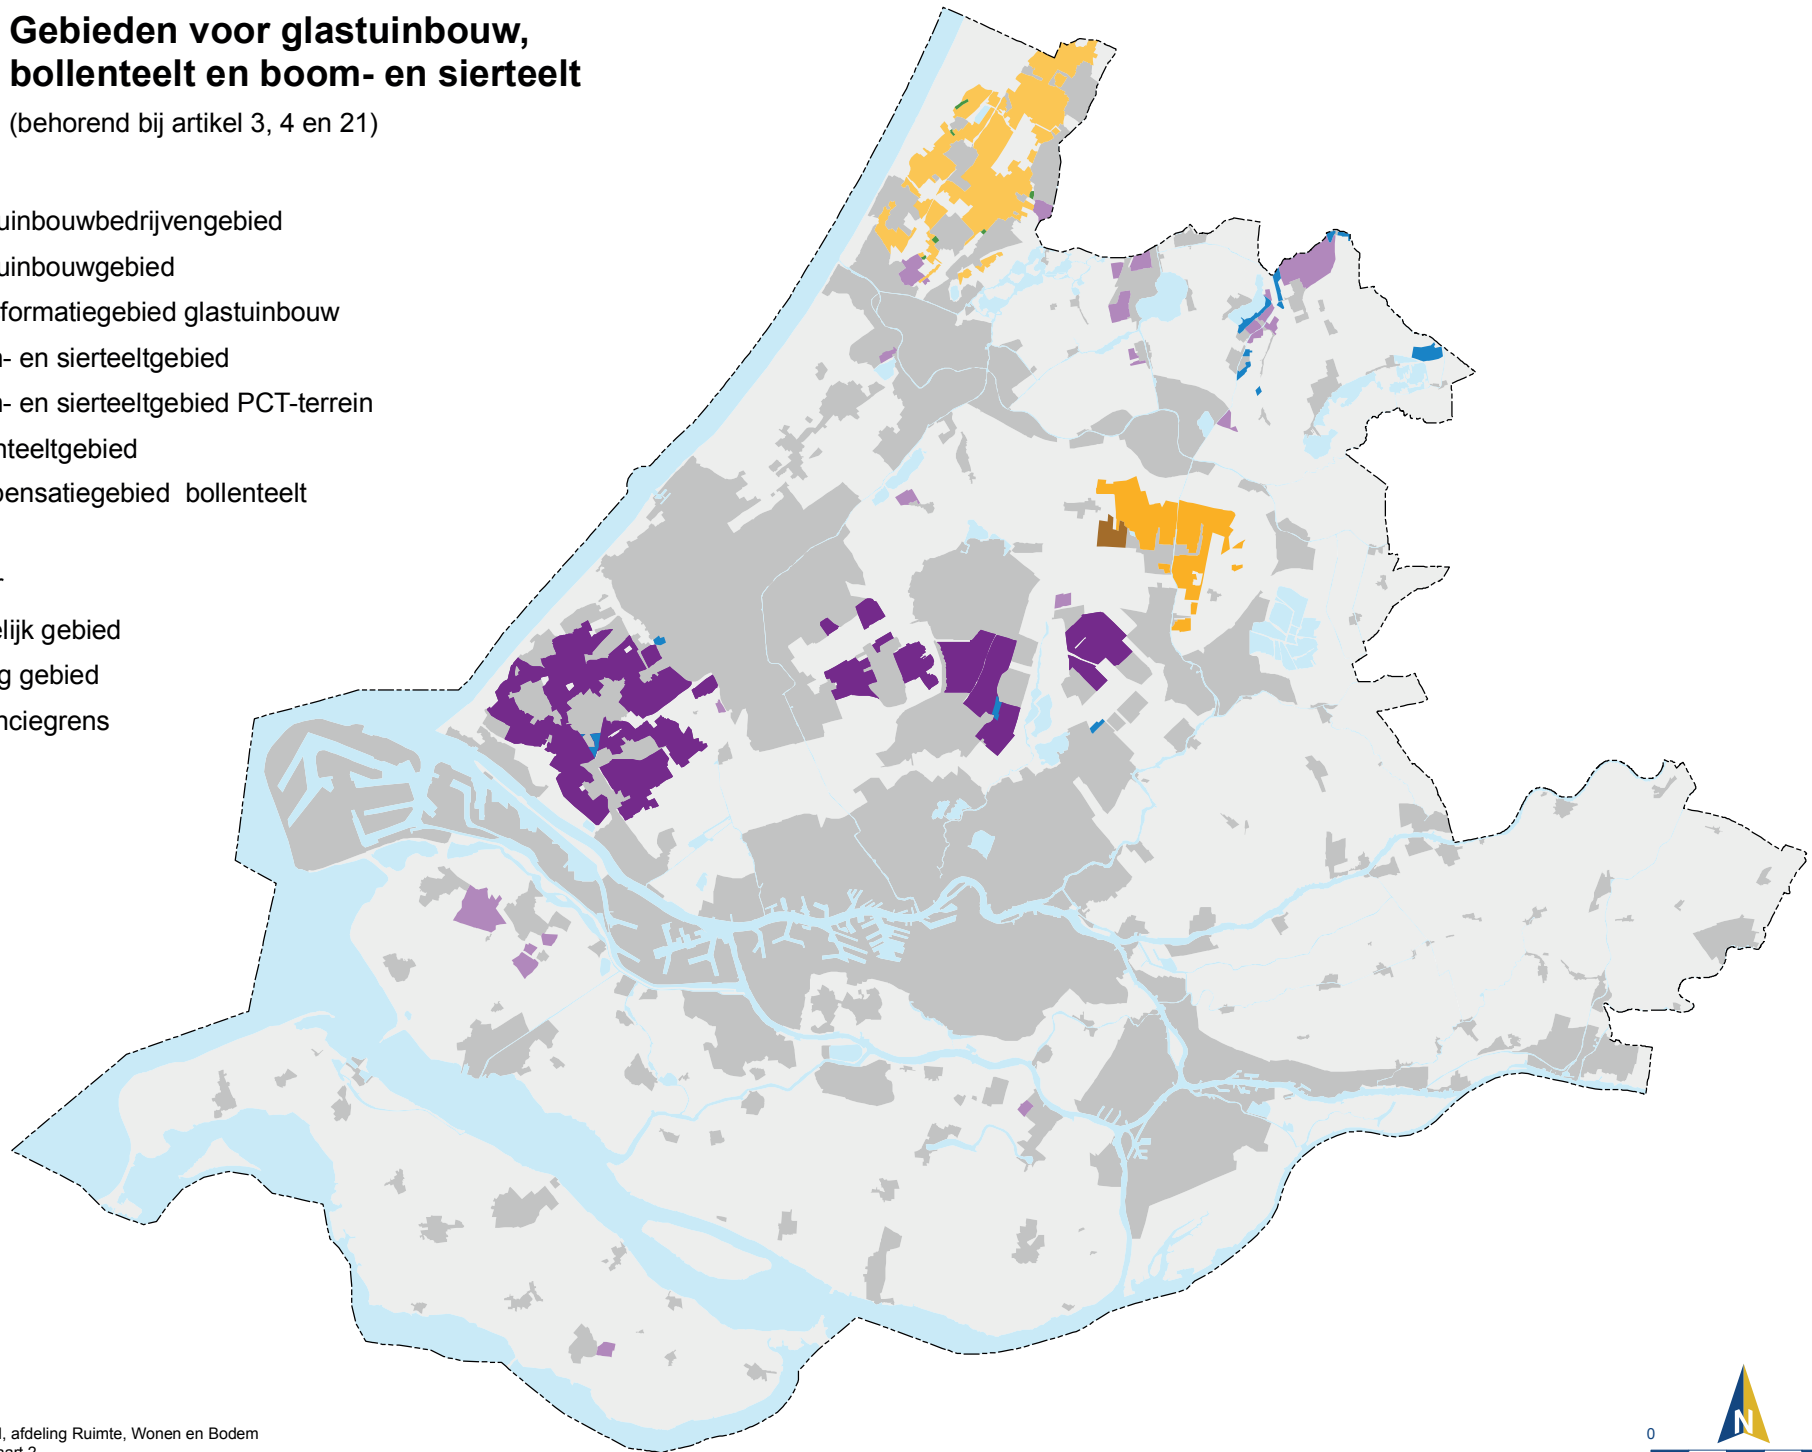 Gebieden voor glastuinbouw,
bollenteelt en boom- en sierteelt
(behorend bij artikel 3, 4 en 21)
uinbouwbedrijvengebied
uinbouwgebied
formatiegebied glastuinbouw
- en sierteeltgebied
- en sierteeltgebied PCT-terrein
nteeltgebied
ensatiegebied bollenteelt
elijk gebied
g gebied
nciegrens
, afdeling Ruimte, Wonen en Bodem
0
N